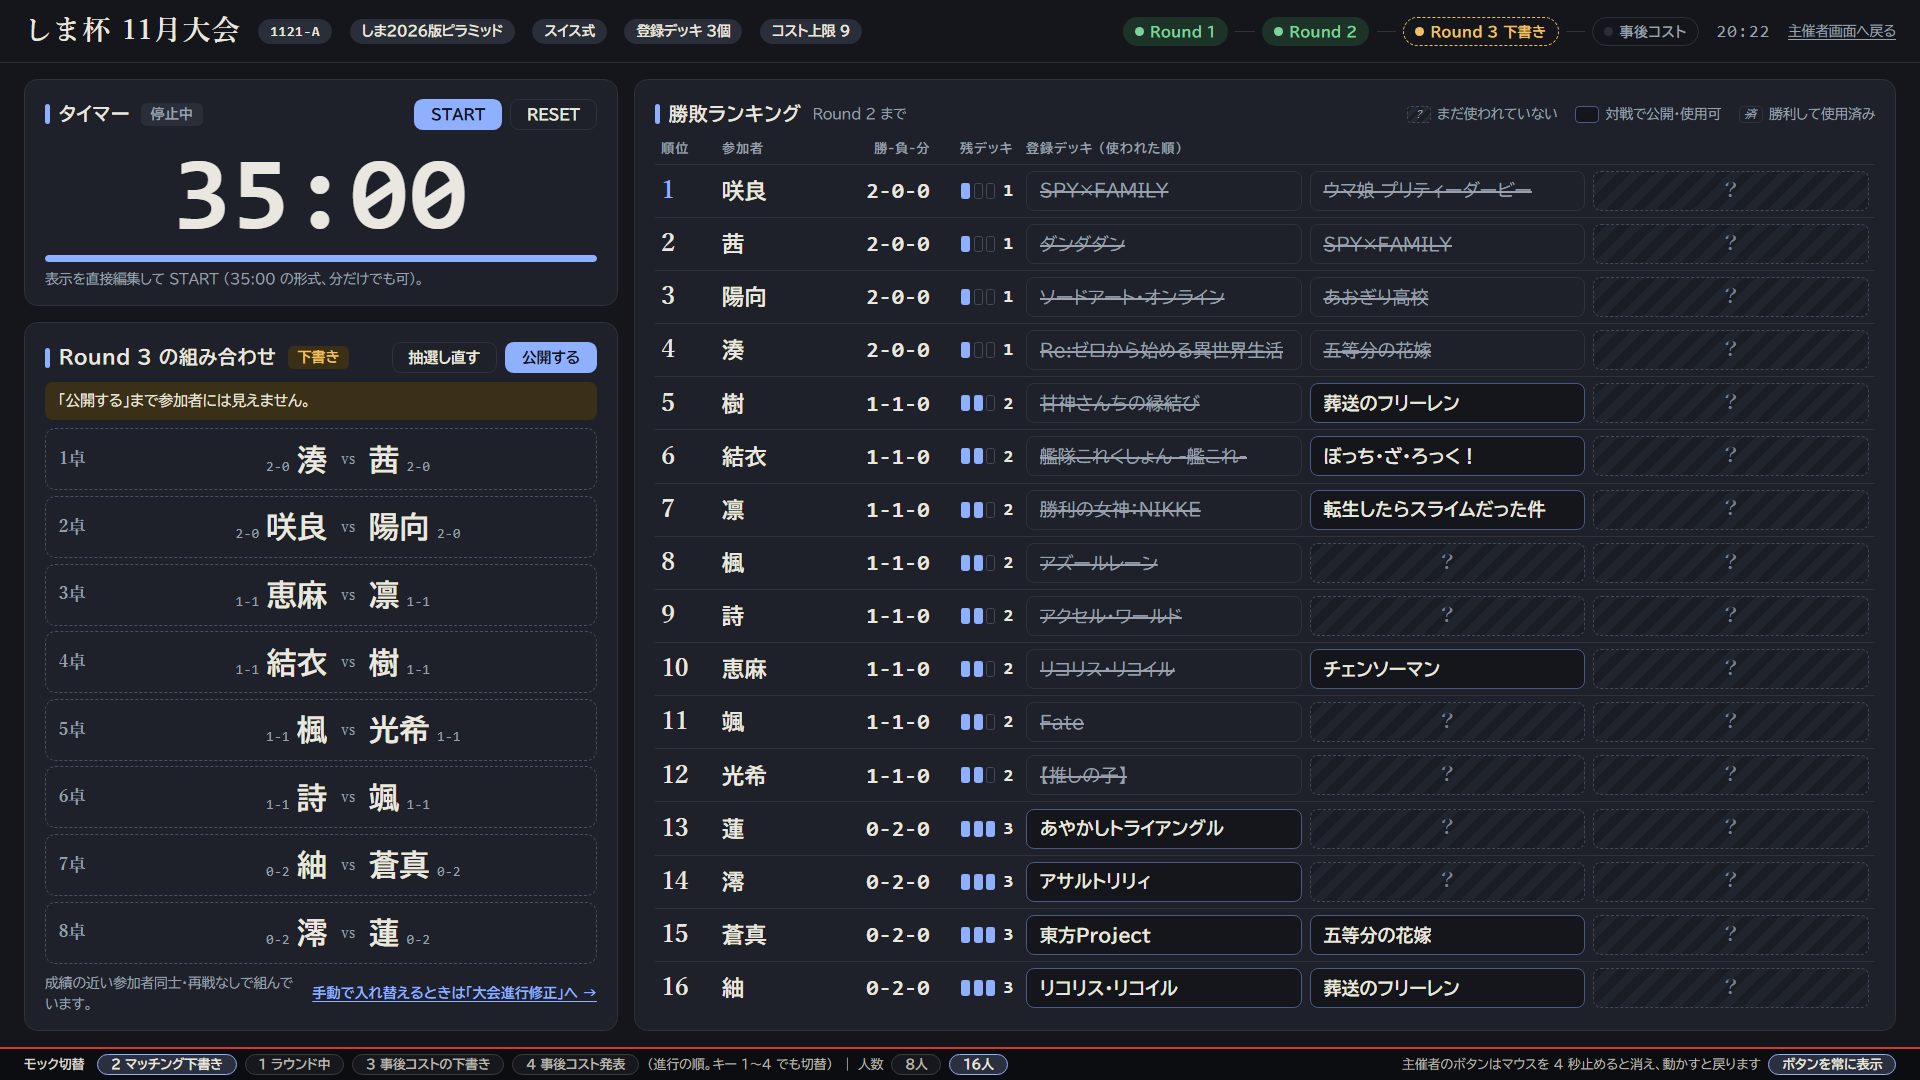 しま杯 11月大会 1121-A しま2026版ピラミッド スイス式 登録デッキ 3個 コスト上限 9 Round 1 Round 2 Round 3 下書き 事後コスト 20:22 主催者画面へ戻る
タイマー 停止中 START RESET
35:00
表示を直接編集して START（35:00 の形式、分だけでも可）。
Round 3 の組み合わせ 下書き 抽選し直す 公開する
「公開する」まで参加者には見えません。
1卓 2-0 湊 vs 茜 2-0
2卓 2-0 咲良 vs 陽向 2-0
3卓 1-1 恵麻 vs 凛 1-1
4卓 1-1 結衣 vs 樹 1-1
5卓 1-1 楓 vs 光希 1-1
6卓 1-1 詩 vs 颯 1-1
7卓 0-2 紬 vs 蒼真 0-2
8卓 0-2 澪 vs 蓮 0-2
成績の近い参加者同士・再戦なしで組んで
います。
手動で入れ替えるときは「大会進行修正」へ →
勝敗ランキング Round 2 まで ? まだ使われていない 対戦で公開・使用可 済 勝利して使用済み
順位 参加者 勝-負-分 残デッキ 登録デッキ（使われた順）
1 咲良 2-0-0 1 SPY×FAMILY ウマ娘 プリティーダービー ?
2 茜 2-0-0 1 ダンダダン SPY×FAMILY ?
3 陽向 2-0-0 1 ソードアート・オンライン あおぎり高校 ?
4 湊 2-0-0 1 Re:ゼロから始める異世界生活 五等分の花嫁 ?
5 樹 1-1-0 2 甘神さんちの縁結び 葬送のフリーレン ?
6 結衣 1-1-0 2 艦隊これくしょん -艦これ- ぼっち・ざ・ろっく！ ?
7 凛 1-1-0 2 勝利の女神：NIKKE 転生したらスライムだった件 ?
8 楓 1-1-0 2 アズールレーン ? ?
9 詩 1-1-0 2 アクセル・ワールド ? ?
10 恵麻 1-1-0 2 リコリス・リコイル チェンソーマン ?
11 颯 1-1-0 2 Fate ? ?
12 光希 1-1-0 2 【推しの子】 ? ?
13 蓮 0-2-0 3 あやかしトライアングル ? ?
14 澪 0-2-0 3 アサルトリリィ ? ?
15 蒼真 0-2-0 3 東方Project 五等分の花嫁 ?
16 紬 0-2-0 3 リコリス・リコイル 葬送のフリーレン ?
モック切替 2 マッチング下書き 1 ラウンド中 3 事後コストの下書き 4 事後コスト発表 （進行の順。キー 1〜4 でも切替）｜ 人数 8人 16人 主催者のボタンはマウスを 4 秒止めると消え、動かすと戻ります ボタンを常に表示